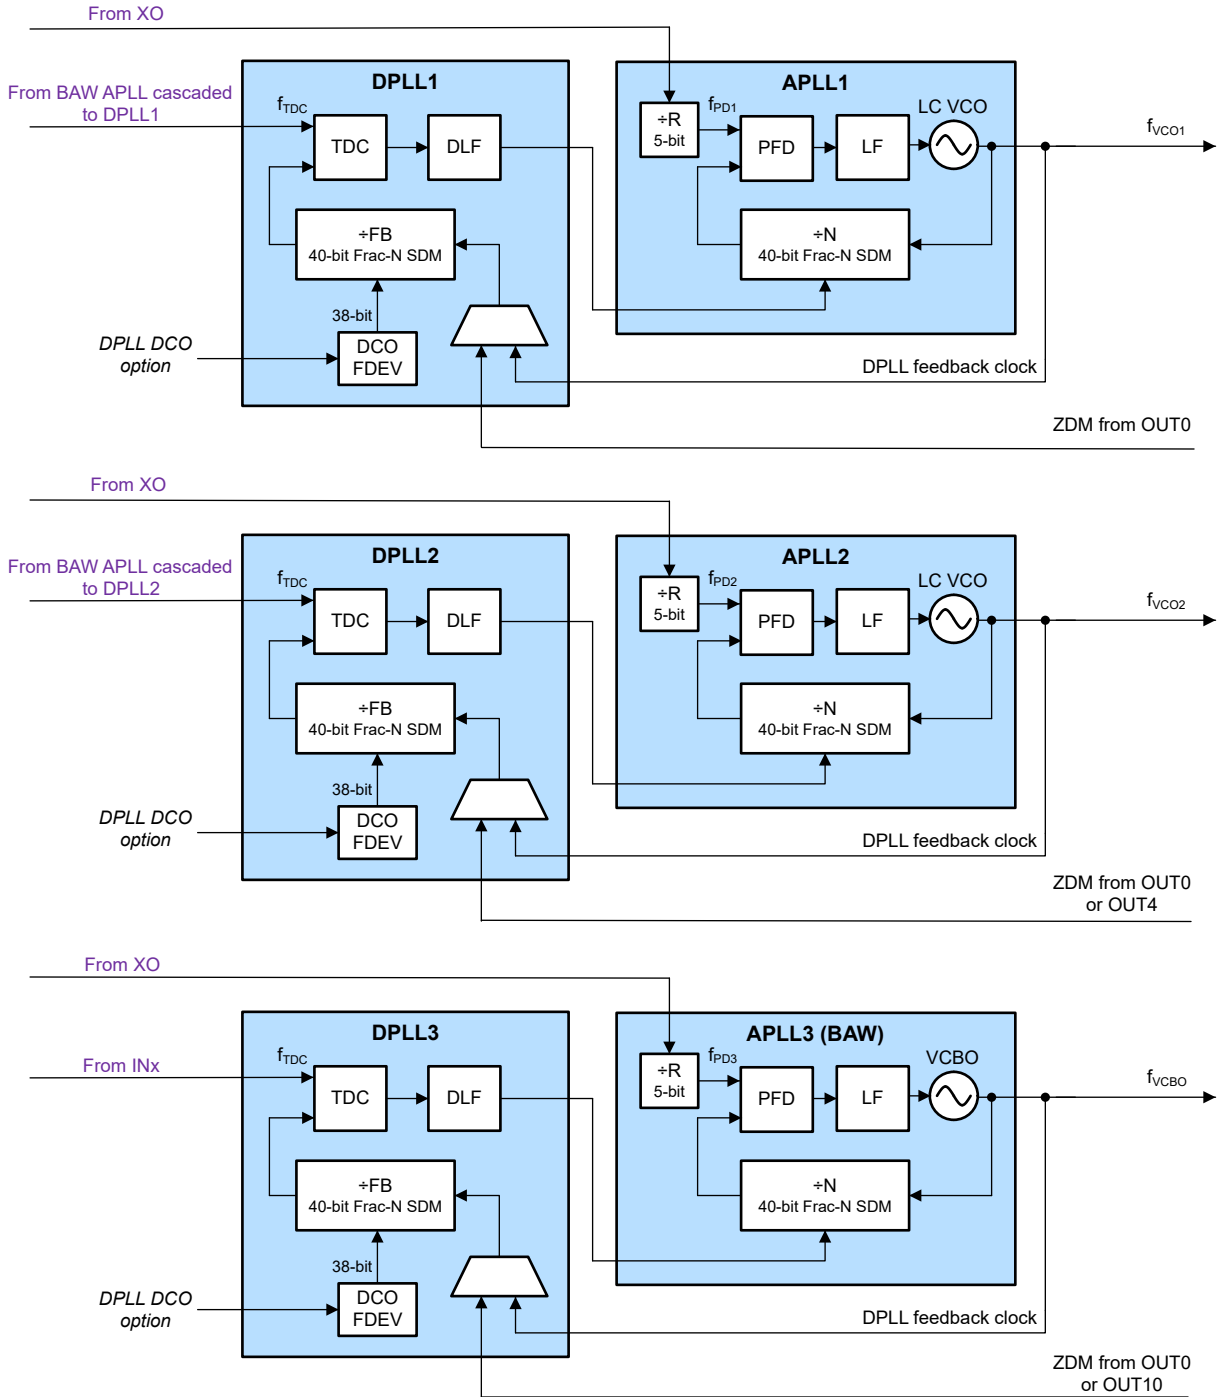 From XO
DPLL1
APLL1
From BAW APLL cascaded
to DPLL1
fTDC
TDC
DLF
÷R
5-bit
fPD1
PFD
LF
LC VCO
fVCO1
÷FB
40-bit Frac-N SDM
÷N
40-bit Frac-N SDM
38-bit
DPLL DCO
option
DCO
FDEV
DPLL feedback clock
ZDM from OUT0
From XO
DPLL2
APLL2
From BAW APLL cascaded
to DPLL2
fTDC
TDC
DLF
÷R
5-bit
fPD2
PFD
LF
LC VCO
fVCO2
÷FB
40-bit Frac-N SDM
÷N
40-bit Frac-N SDM
38-bit
DPLL DCO
option
DCO
FDEV
DPLL feedback clock
ZDM from OUT0
or OUT4
From XO
DPLL3
APLL3 (BAW)
From INx
fTDC
TDC
DLF
÷R
5-bit
fPD3
PFD
LF
VCBO
fVCBO
÷FB
40-bit Frac-N SDM
÷N
40-bit Frac-N SDM
38-bit
DPLL DCO
option
DCO
FDEV
DPLL feedback clock
ZDM from OUT0
or OUT10